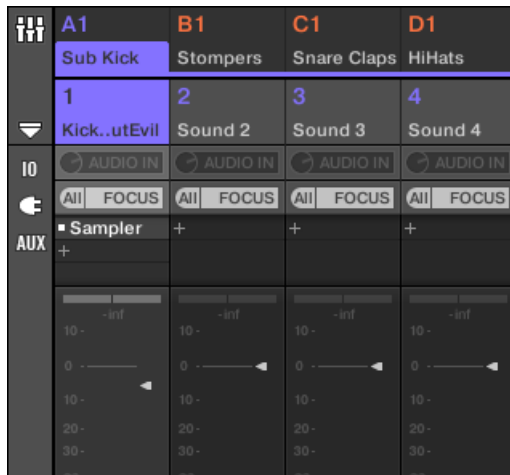 A1 B1 C1 D1
Sub Kick Stompers Snare Claps HiHats
1 2 3 4
Kick..utEvil Sound 2 Sound 3 Sound 4
IO AUDIO IN AUDIO IN AUDIO IN AUDIO IN
All FOCUS All FOCUS All FOCUS All FOCUS
Sampler + + +
AUX +
-inf -inf -inf -inf
10 - 10 - 10 - 10 -
0 - 0 - 0 - 0 -
10 - 10 - 10 - 10 -
20 - 20 - 20 - 20 -
30 - 30 - 30 - 30 -